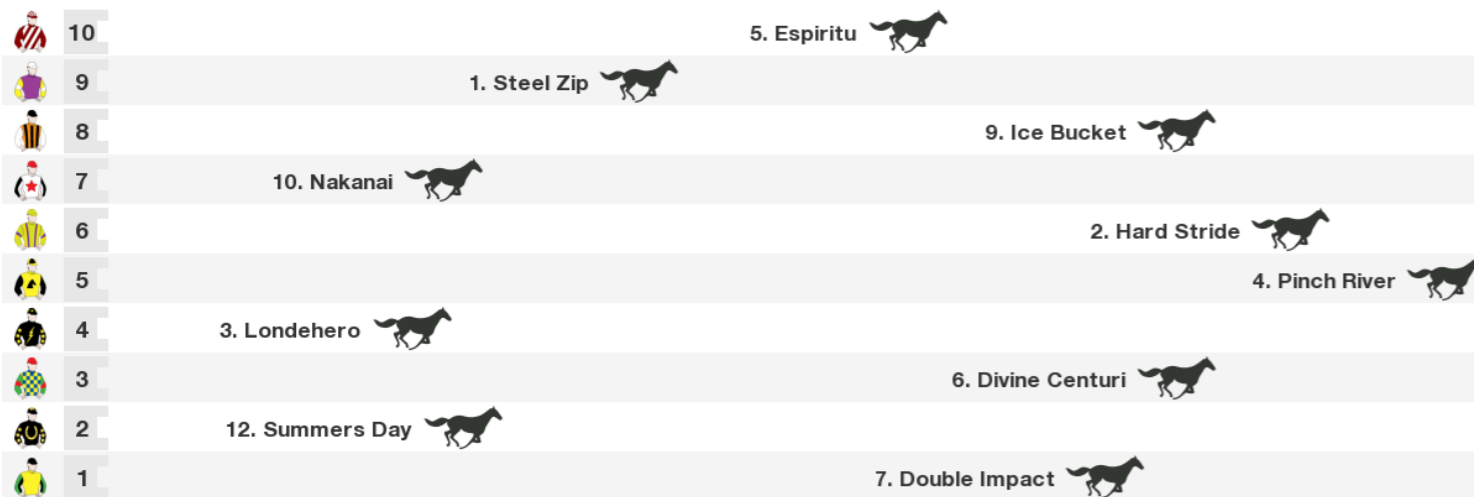 10 5. Espiritu
9 1. Steel Zip
8 9. Ice Bucket
7 10. Nakanai
6 2. Hard Stride
5 4. Pinch River
4 3. Londehero
3 6. Divine Centuri
2 12. Summers Day
1 7. Double Impact